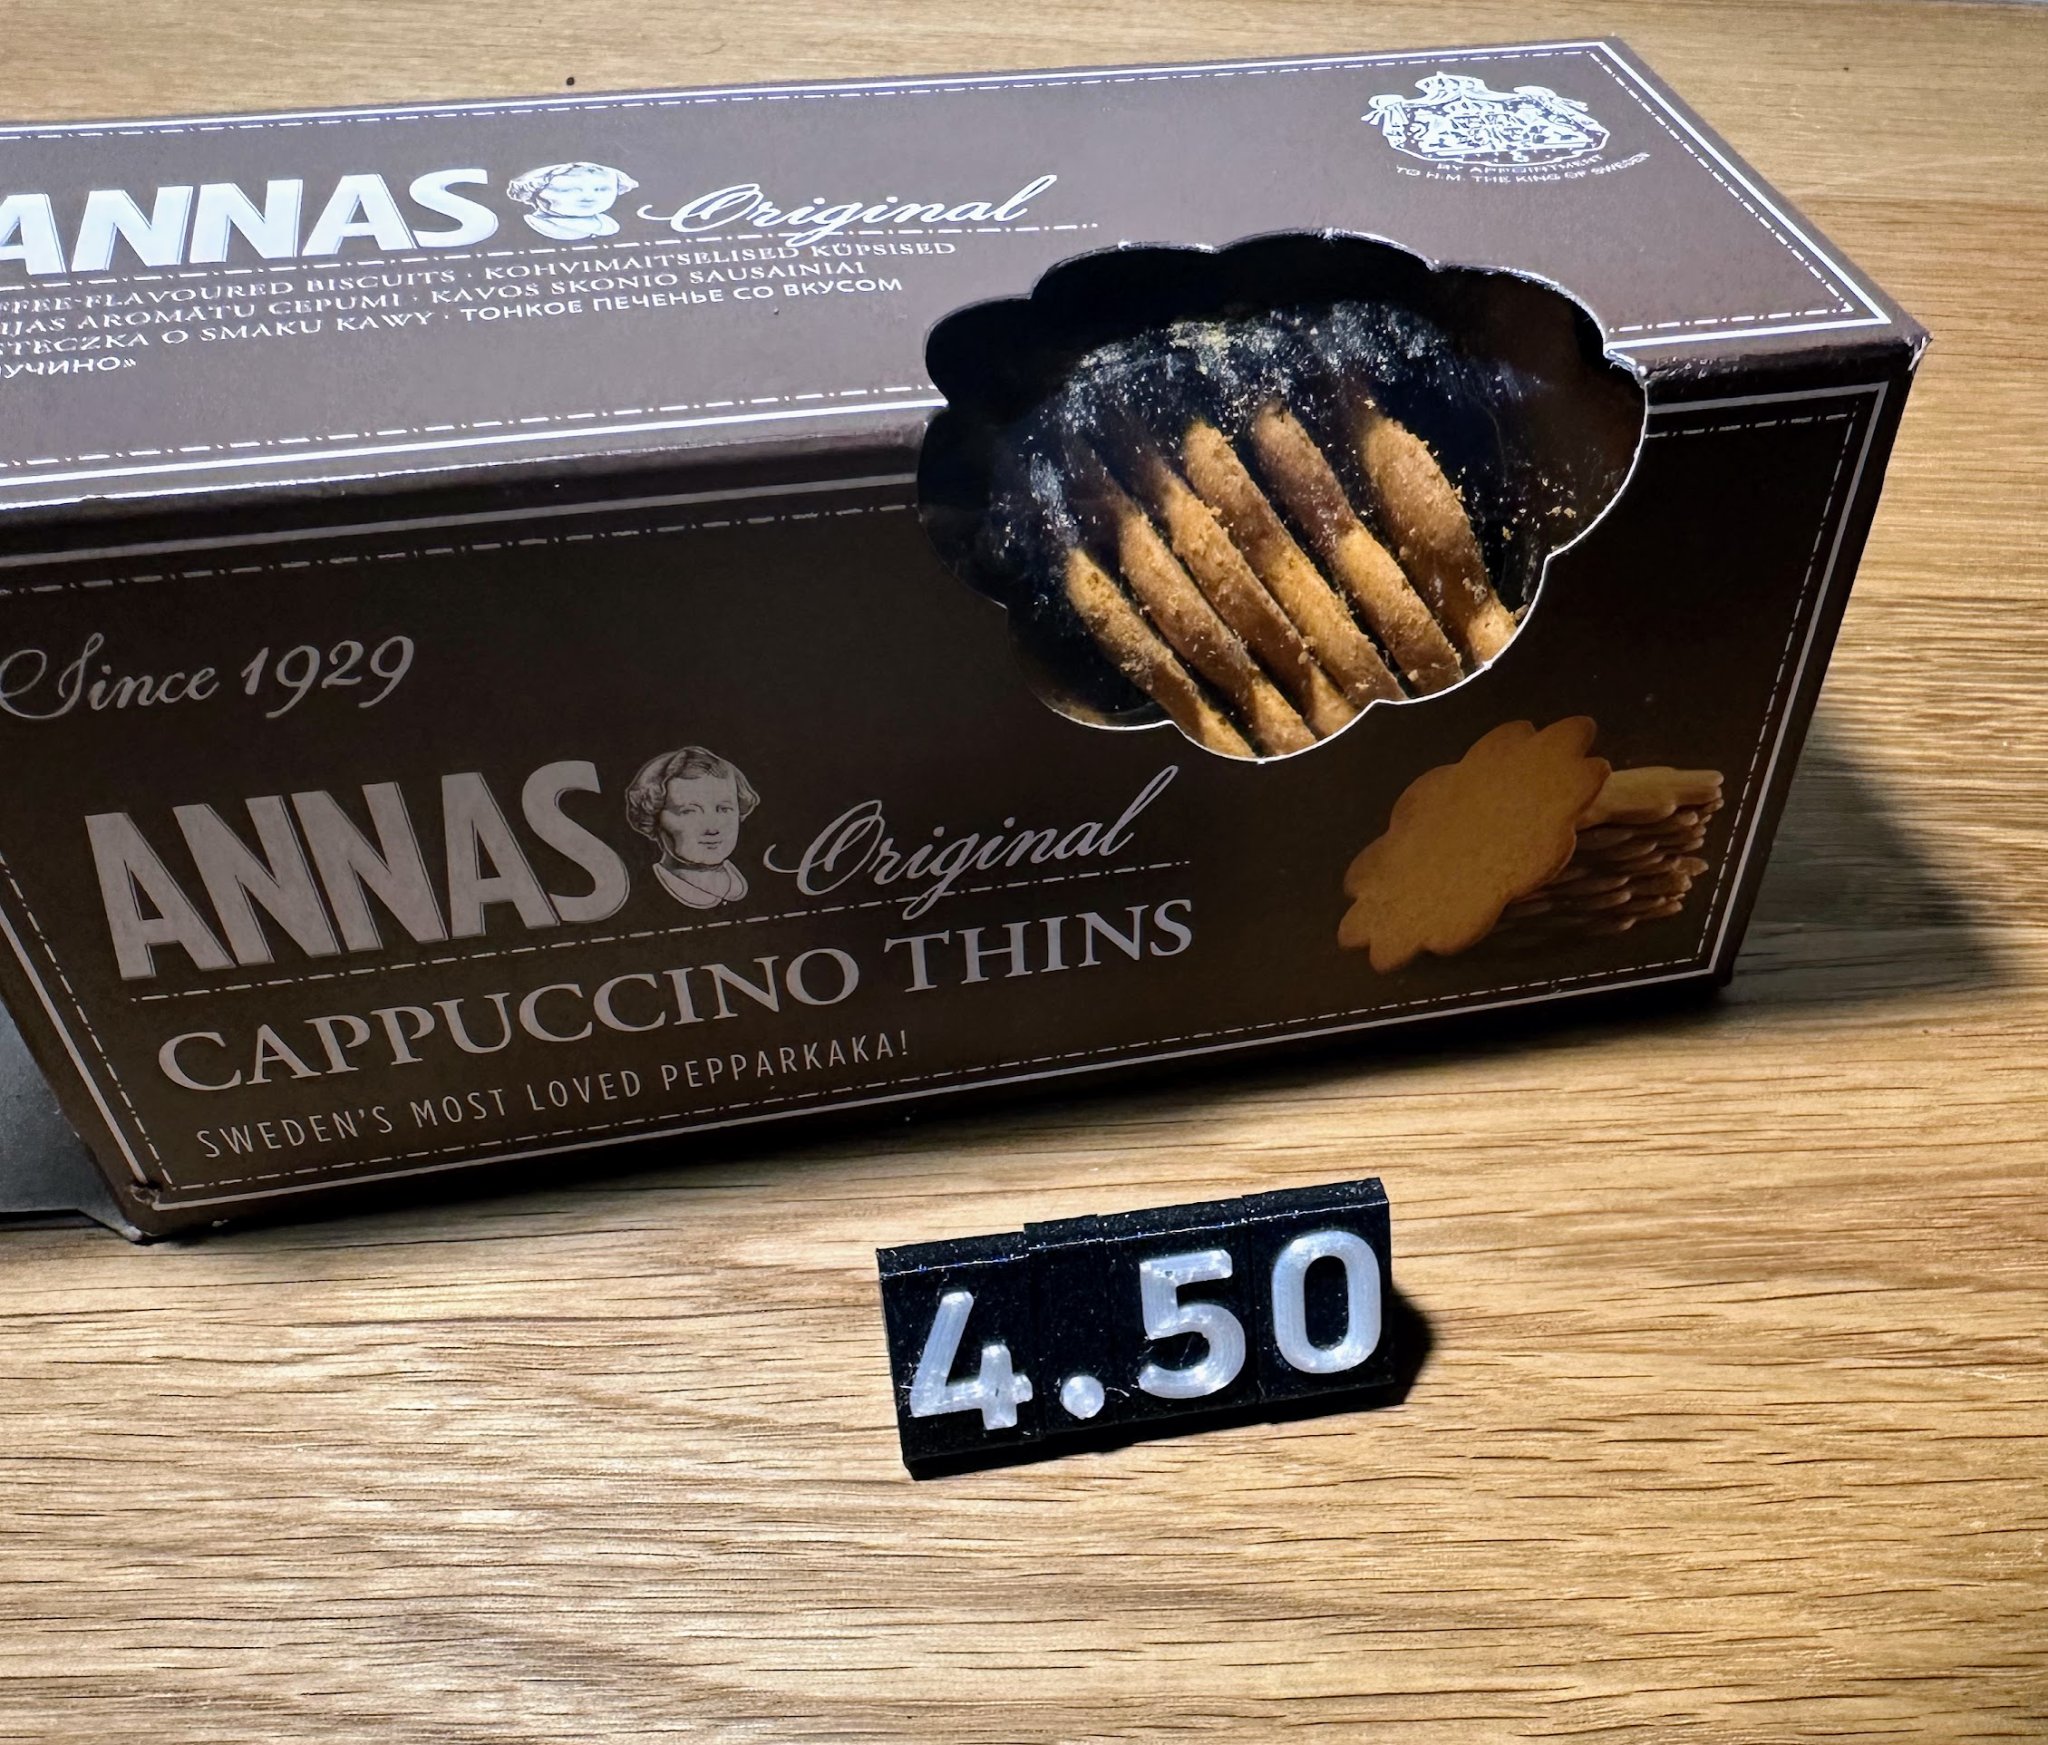 ANNAS Original
BY APPOINTMENT
TO H.M. THE KING OF SWEDEN
-FLAVOURED BISCUITS · KOHVIMAITSELISED KÜPSISED
AROMĀTU CEPUMI · KAVOS SKONIO SAUSAINIAI
O SMAKU KAWY · ТОНКОЕ ПЕЧЕНЬЕ СО ВКУСОМ
Since 1929
ANNAS Original
CAPPUCCINO THINS
SWEDEN'S MOST LOVED PEPPARKAKA!
4.50